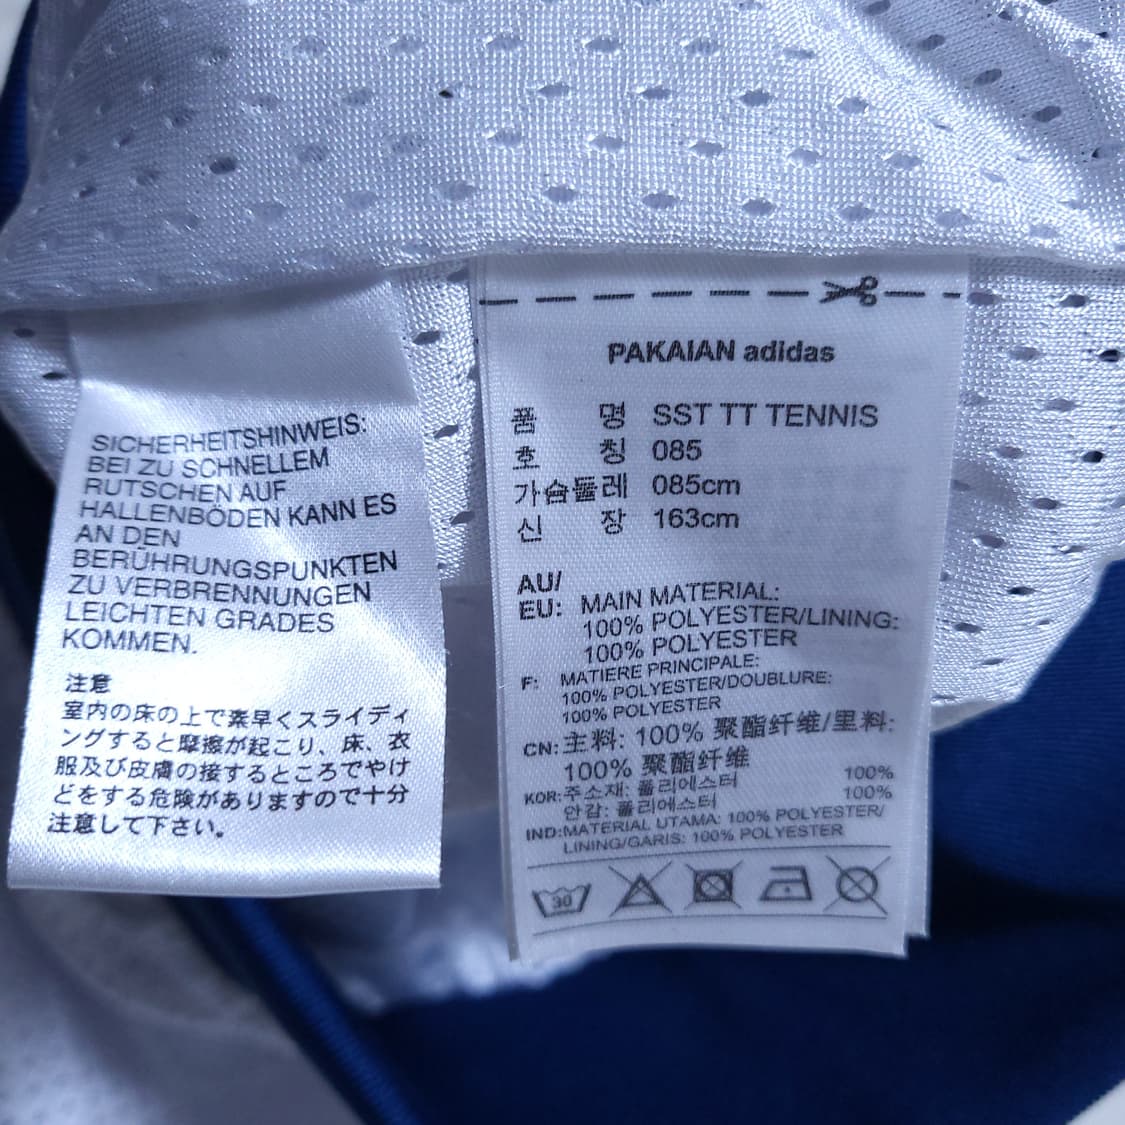 SICHERHEITSHINWEIS:
BEI ZU SCHNELLEM
RUTSCHEN AUF
HALLENBÖDEN KANN ES
AN DEN
BERÜHRUNGSPUNKTEN
ZU VERBRENNUNGEN
LEICHTEN GRADES
KOMMEN.
注意
室内の床の上で素早くスライディ
ングすると摩擦が起こり、床、衣
服及び皮膚の接するところでやけ
どをする危険がありますので十分
注意して下さい。
PAKAIAN adidas
품 명 SST TT TENNIS
호 칭 085
가슴둘레 085cm
신 장 163cm
AU/
EU: MAIN MATERIAL:
100% POLYESTER/LINING:
100% POLYESTER
F: MATIERE PRINCIPALE:
100% POLYESTER/DOUBLURE:
100% POLYESTER
CN: 主料: 100% 聚酯纤维/里料:
100% 聚酯纤维
KOR: 주소재: 폴리에스터 100%
안감: 폴리에스터 100%
IND: MATERIAL UTAMA: 100% POLYESTER/
LINING/GARIS: 100% POLYESTER
30